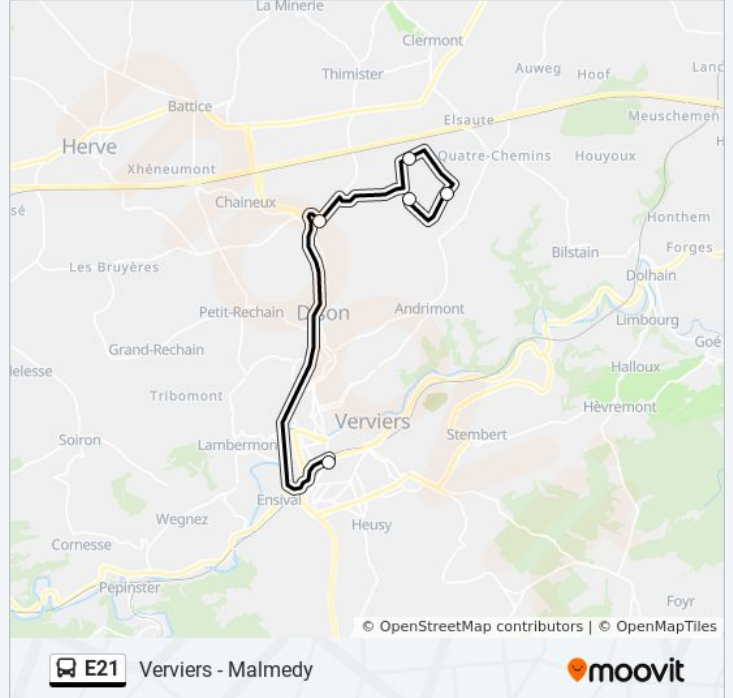 La Minerie
Clermont
Thimister
Auweg
Hoof
Land
Battice
Elsaute
Meuschemen
Herve
Quatre-Chemins
Houyoux
H
Xhéneumont
sé
Chaineux
Honthem
Bilstain
Forges
Les Bruyères
Dolhain
Petit-Rechain
Dison
Andrimont
Limbourg
Goé
Grand-Rechain
Halloux
lelesse
Tribomont
Hèvremont
Verviers
Soiron
Lambermon
Stembert
Ensival
Wegnez
Heusy
Cornesse
Pepinster
Foyr
© OpenStreetMap contributors | © OpenMapTiles
E21 Verviers - Malmedy
moovit